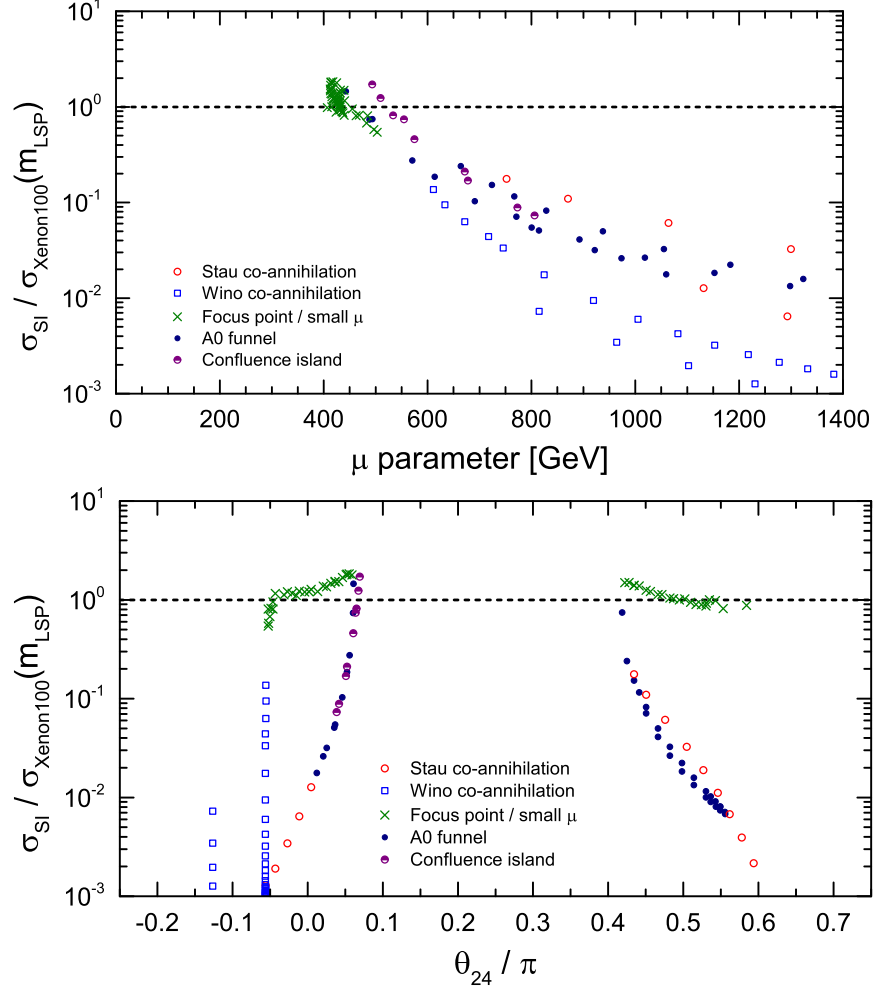 10^1
10^0
10^-1
10^-2
10^-3
σ_SI / σ_Xenon100(m_LSP)
Stau co-annihilation
Wino co-annihilation
Focus point / small μ
A0 funnel
Confluence island
0 200 400 600 800 1000 1200 1400
μ parameter [GeV]
10^1
10^0
10^-1
10^-2
10^-3
σ_SI / σ_Xenon100(m_LSP)
Stau co-annihilation
Wino co-annihilation
Focus point / small μ
A0 funnel
Confluence island
-0.2 -0.1 0.0 0.1 0.2 0.3 0.4 0.5 0.6 0.7
θ_24 / π